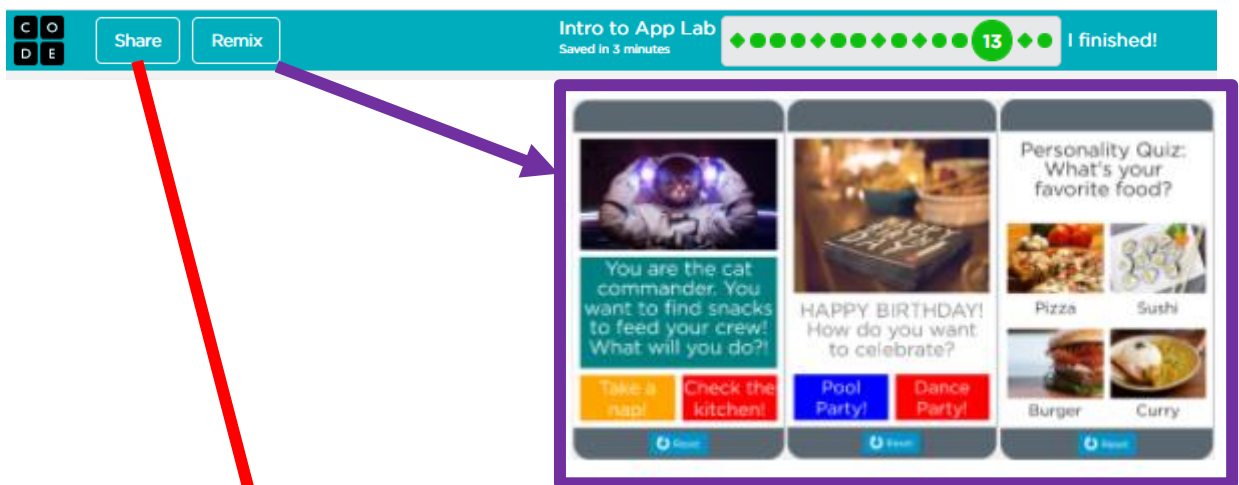 C O
D E
Share
Remix
Intro to App Lab
Saved in 3 minutes
13
I finished!
You are the cat
commander. You
want to find snacks
to feed your crew!
What will you do?!
Take a
nap!
Check the
kitchen!
Reset
HAPPY
BIRTH
DAY!
HAPPY BIRTHDAY!
How do you want
to celebrate?
Pool
Party!
Dance
Party!
Reset
Personality Quiz:
What's your
favorite food?
Pizza
Sushi
Burger
Curry
Reset